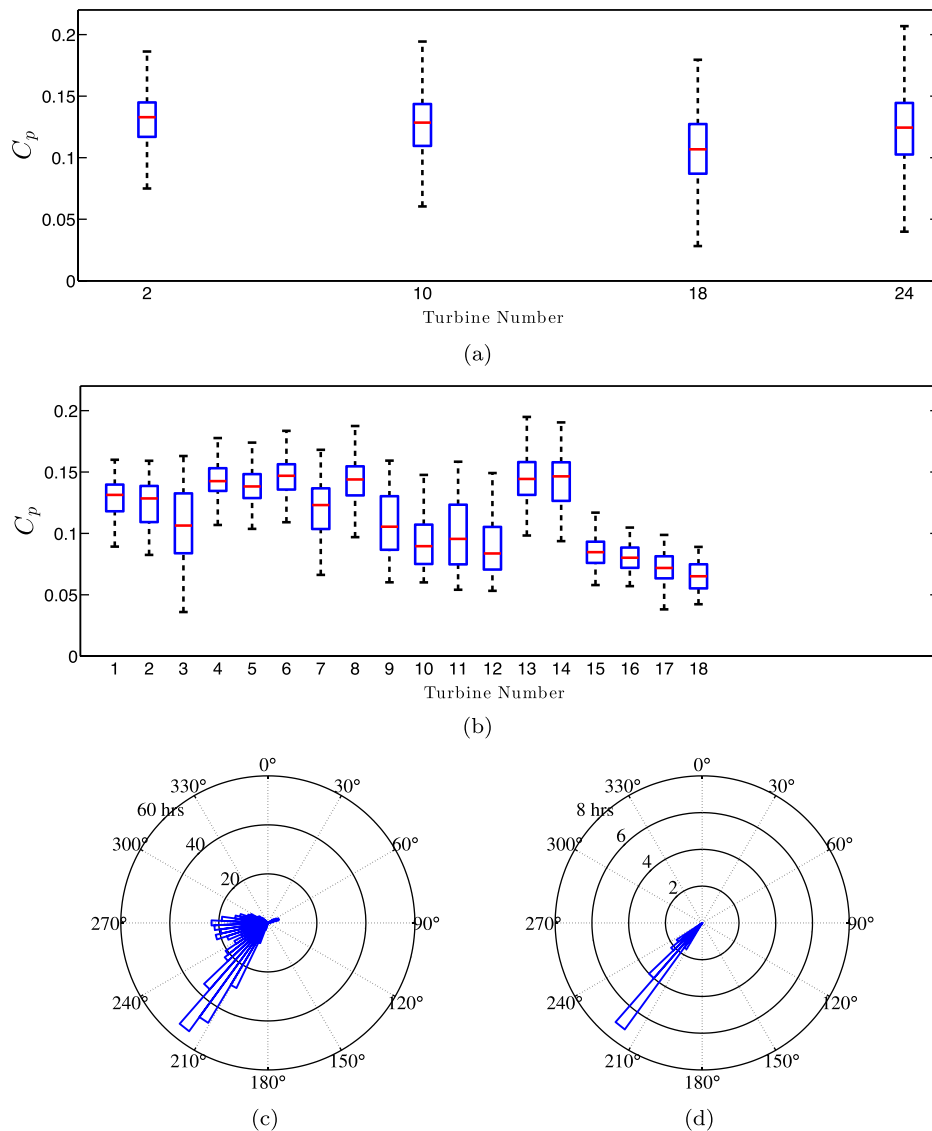 0.2
0.15
0.1
0.05
0
C_p
2 10 18 24
Turbine Number
(a)
0.2
0.15
0.1
0.05
0
C_p
1 2 3 4 5 6 7 8 9 10 11 12 13 14 15 16 17 18
Turbine Number
(b)
0°
330° 30°
60 hrs
300° 40 60°
20
270° 90°
240° 120°
210° 150°
180°
(c)
0°
330° 30°
8 hrs
300° 6 60°
4
2
270° 90°
240° 120°
210° 150°
180°
(d)